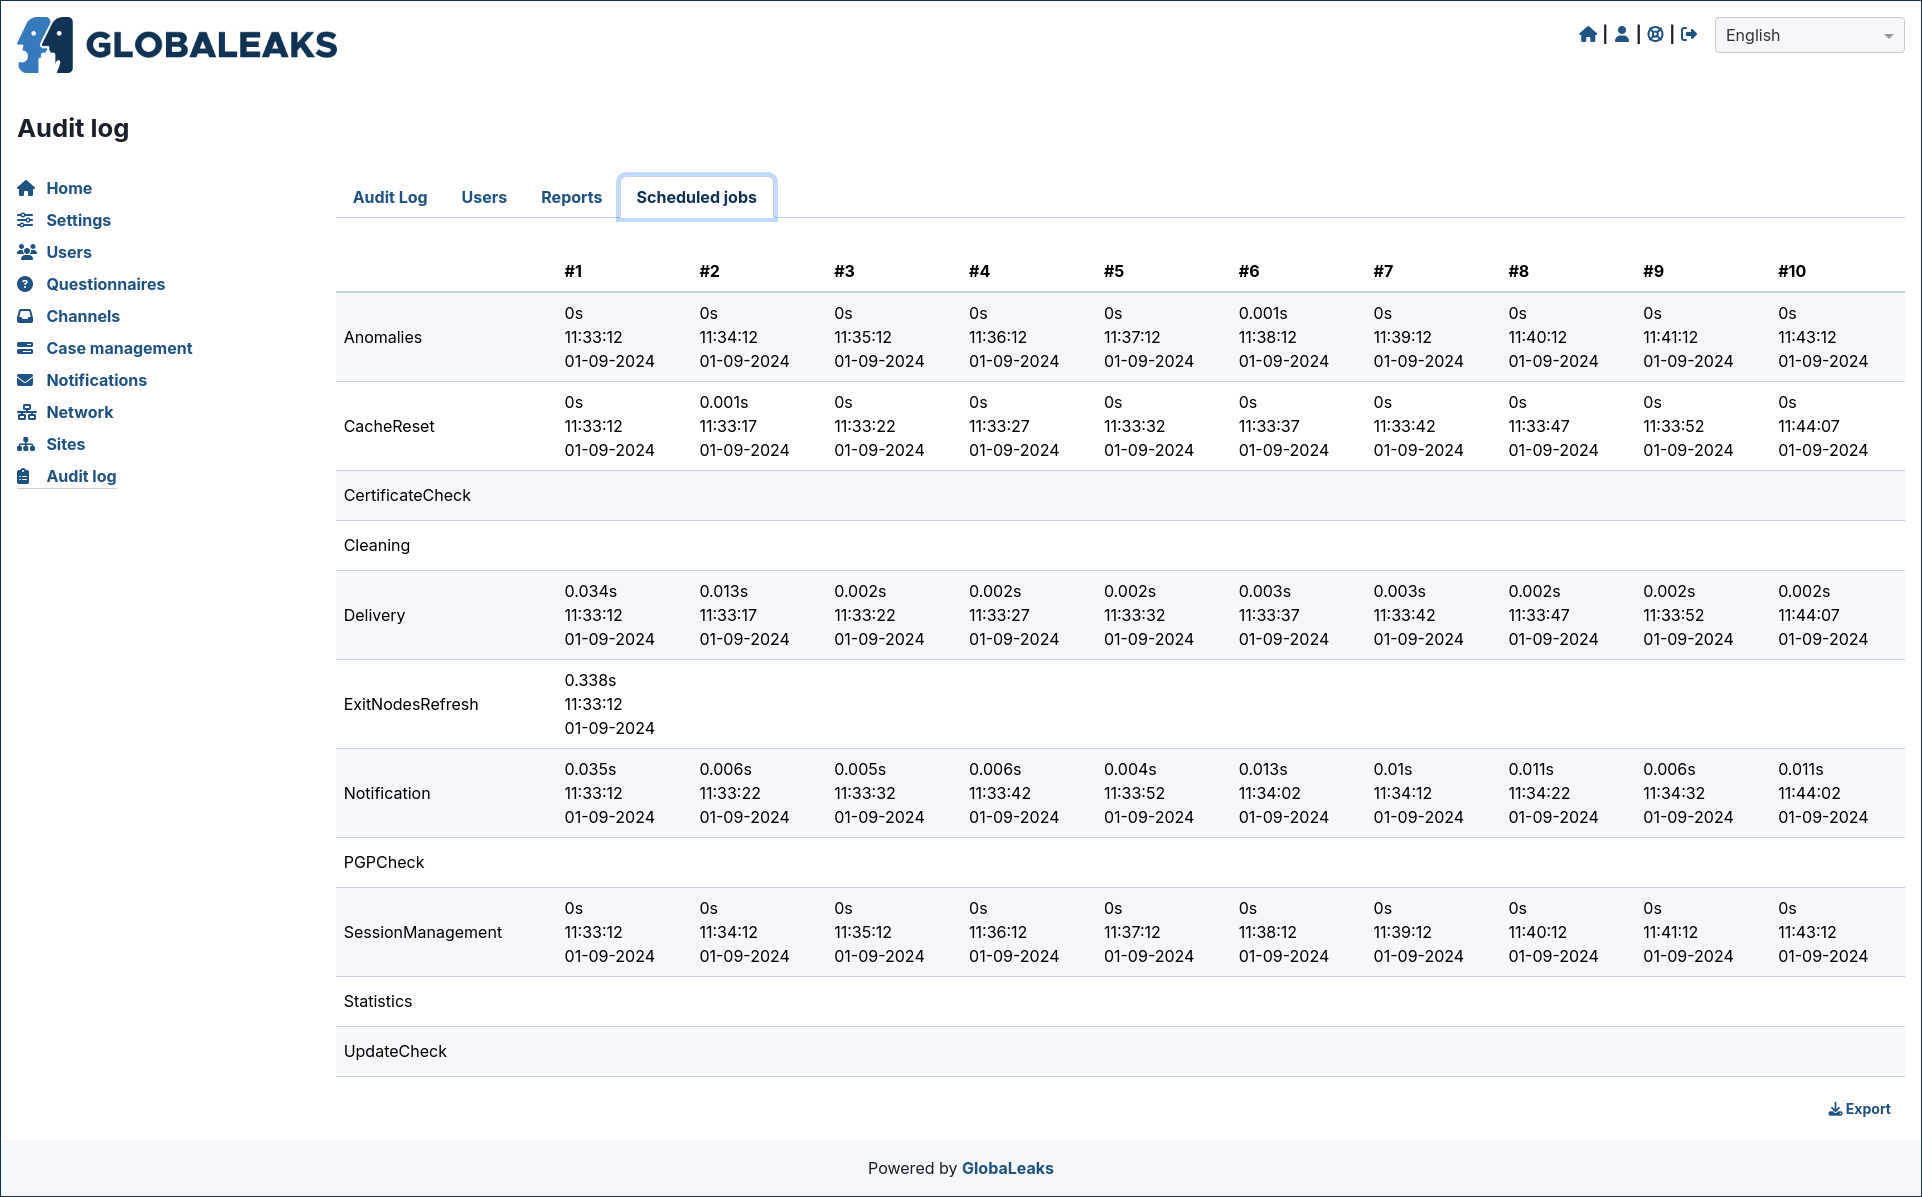 GLOBALEAKS
| | |
English
Audit log
Home
Settings
Users
Questionnaires
Channels
Case management
Notifications
Network
Sites
Audit log
Audit Log Users Reports Scheduled jobs
#1 #2 #3 #4 #5 #6 #7 #8 #9 #10
0s 0s 0s 0s 0s 0.001s 0s 0s 0s 0s
Anomalies 11:33:12 11:34:12 11:35:12 11:36:12 11:37:12 11:38:12 11:39:12 11:40:12 11:41:12 11:43:12
01-09-2024 01-09-2024 01-09-2024 01-09-2024 01-09-2024 01-09-2024 01-09-2024 01-09-2024 01-09-2024 01-09-2024
0s 0.001s 0s 0s 0s 0s 0s 0s 0s 0s
CacheReset 11:33:12 11:33:17 11:33:22 11:33:27 11:33:32 11:33:37 11:33:42 11:33:47 11:33:52 11:44:07
01-09-2024 01-09-2024 01-09-2024 01-09-2024 01-09-2024 01-09-2024 01-09-2024 01-09-2024 01-09-2024 01-09-2024
CertificateCheck
Cleaning
0.034s 0.013s 0.002s 0.002s 0.002s 0.003s 0.003s 0.002s 0.002s 0.002s
Delivery 11:33:12 11:33:17 11:33:22 11:33:27 11:33:32 11:33:37 11:33:42 11:33:47 11:33:52 11:44:07
01-09-2024 01-09-2024 01-09-2024 01-09-2024 01-09-2024 01-09-2024 01-09-2024 01-09-2024 01-09-2024 01-09-2024
0.338s
ExitNodesRefresh 11:33:12
01-09-2024
0.035s 0.006s 0.005s 0.006s 0.004s 0.013s 0.01s 0.011s 0.006s 0.011s
Notification 11:33:12 11:33:22 11:33:32 11:33:42 11:33:52 11:34:02 11:34:12 11:34:22 11:34:32 11:44:02
01-09-2024 01-09-2024 01-09-2024 01-09-2024 01-09-2024 01-09-2024 01-09-2024 01-09-2024 01-09-2024 01-09-2024
PGPCheck
0s 0s 0s 0s 0s 0s 0s 0s 0s 0s
SessionManagement 11:33:12 11:34:12 11:35:12 11:36:12 11:37:12 11:38:12 11:39:12 11:40:12 11:41:12 11:43:12
01-09-2024 01-09-2024 01-09-2024 01-09-2024 01-09-2024 01-09-2024 01-09-2024 01-09-2024 01-09-2024 01-09-2024
Statistics
UpdateCheck
Export
Powered by GlobaLeaks